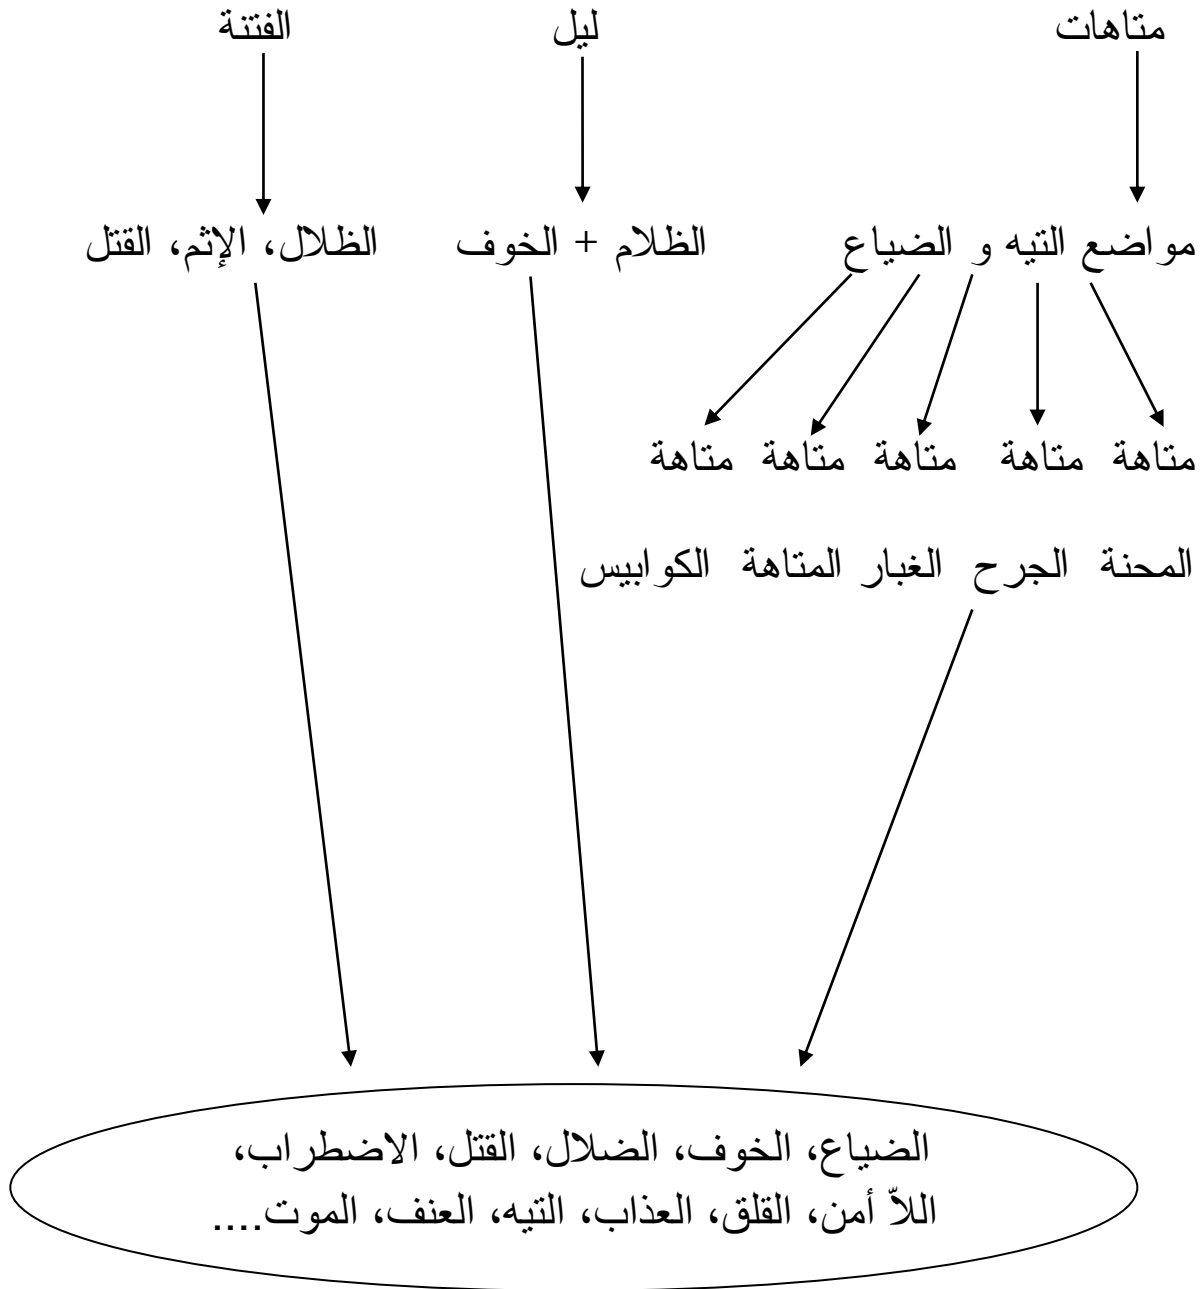 متاهات ليل الفتنة
مواضع التيه و الضياع الظلام + الخوف الظلال، الإثم، القتل
متاهة متاهة متاهة متاهة متاهة
المحنة الجرح الغبار المتاهة الكوابيس
الضياع، الخوف، الضلال، القتل، الاضطراب،
اللاّ أمن، القلق، العذاب، التيه، العنف، الموت....